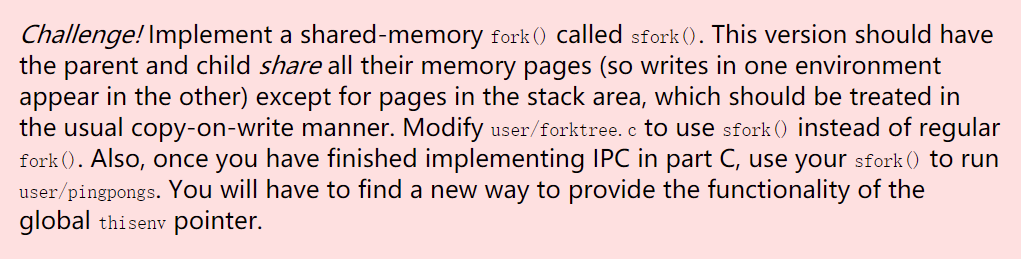 Challenge! Implement a shared-memory fork() called sfork(). This version should have
the parent and child share all their memory pages (so writes in one environment
appear in the other) except for pages in the stack area, which should be treated in
the usual copy-on-write manner. Modify user/forktree.c to use sfork() instead of regular
fork(). Also, once you have finished implementing IPC in part C, use your sfork() to run
user/pingpongs. You will have to find a new way to provide the functionality of the
global thisenv pointer.